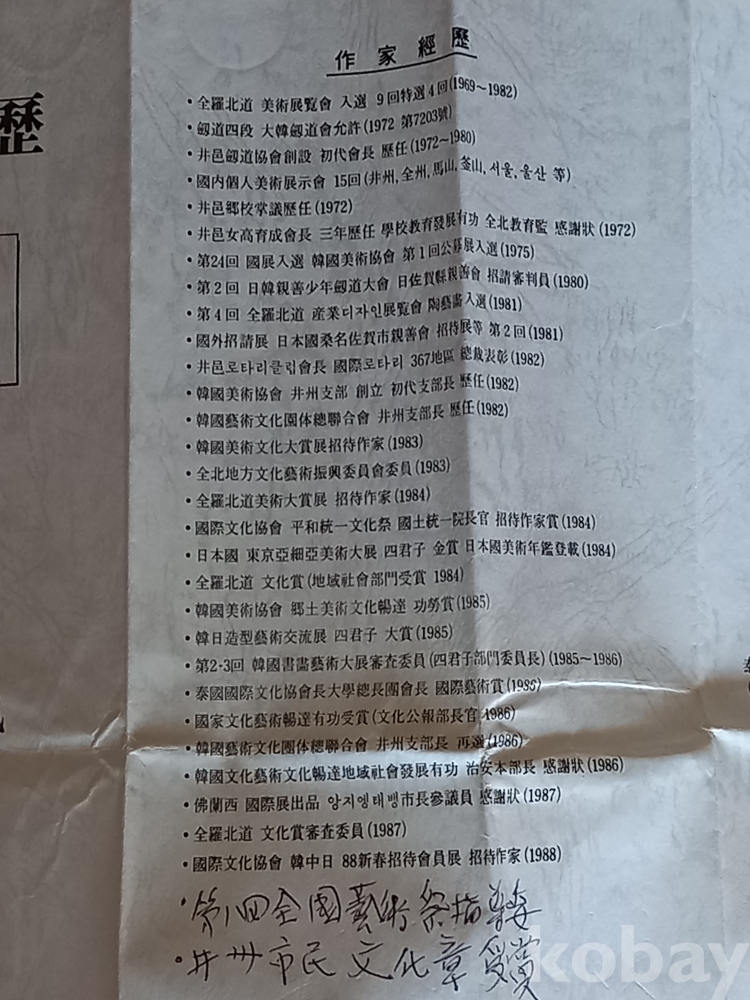 作家經歷
歷
• 全羅北道 美術展覧會 入選 9回特選4回(1969~1982)
• 劔道四段 大韓劔道會允許(1972 第7203號)
• 井邑劔道協會創設 初代會長 歷任(1972~1980)
• 國內個人美術展示會 15回(井州, 全州, 馬山, 釜山, 서울, 울산 等)
• 井邑鄉校掌議歷任(1972)
• 井邑女高育成會長 三年歷任 學校教育發展有功 全北教育監 感謝狀(1972)
• 第24回 國展入選 韓國美術協會 第1回公募展入選(1975)
• 第2回 日韓親善少年劔道大會 日佐賀縣親善會 招請審判員(1980)
• 第4回 全羅北道 産業디자인展覧會 陶藝畵入選(1981)
• 國外招請展 日本國桑名佐賀市親善會 招待展等 第2回(1981)
• 井邑로타리클럽會長 國際로타리 367地區 總裁表彰(1982)
• 韓國美術協會 井州支部 創立 初代支部長 歷任(1982)
• 韓國藝術文化團体總聯合會 井州支部長 歷任(1982)
• 韓國美術文化大賞展招待作家(1983)
• 全北地方文化藝術振興委員會委員(1983)
• 全羅北道美術大賞展 招待作家(1984)
• 國際文化協會 平和統一文化祭 國土統一院長官 招待作家賞(1984)
• 日本國 東京亞細亞美術大展 四君子 金賞 日本國美術年鑑登載(1984)
• 全羅北道 文化賞(地域社會部門受賞 1984)
• 韓國美術協會 鄉土美術文化暢達 功勞賞(1985)
• 韓日造型藝術交流展 四君子 大賞(1985)
• 第2-3回 韓國書畵藝術大展審査委員(四君子部門委員長)(1985~1986)
• 泰國國際文化協會長大學總長團會長 國際藝術賞(1986)
• 國家文化藝術暢達有功受賞(文化公報部長官 1986)
• 韓國藝術文化團体總聯合會 井州支部長 再選(1986)
• 韓國文化藝術文化暢達地域社會發展有功 治安本部長 感謝狀(1986)
• 佛蘭西 國際展出品 앙지엥태뱅市長參議員 感謝狀(1987)
• 全羅北道 文化賞審査委員(1987)
• 國際文化協會 韓中日 88新春招待會員展 招待作家(1988)
• 全國藝術祭
• 井州市民文化章受賞
kobay